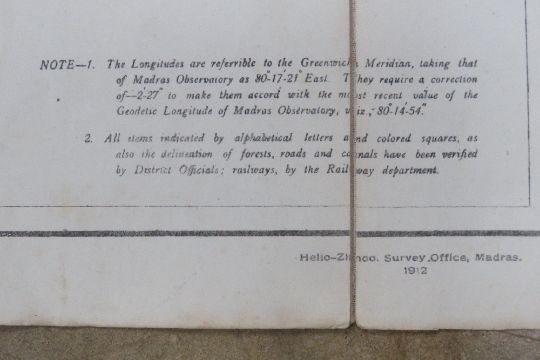 NOTE—1. The Longitudes are referrible to the Greenwich Meridian, taking that
of Madras Observatory as 80°-17'-21" East. They require a correction
of—2'-27" to make them accord with the most recent value of the
Geodetic Longitude of Madras Observatory, viz., 80°-14'-54".
2. All items indicated by alphabetical letters and colored squares, as
also the delineation of forests, roads and canals have been verified
by District Officials; railways, by the Railway department.
Helio-Zinco. Survey Office, Madras.
1912